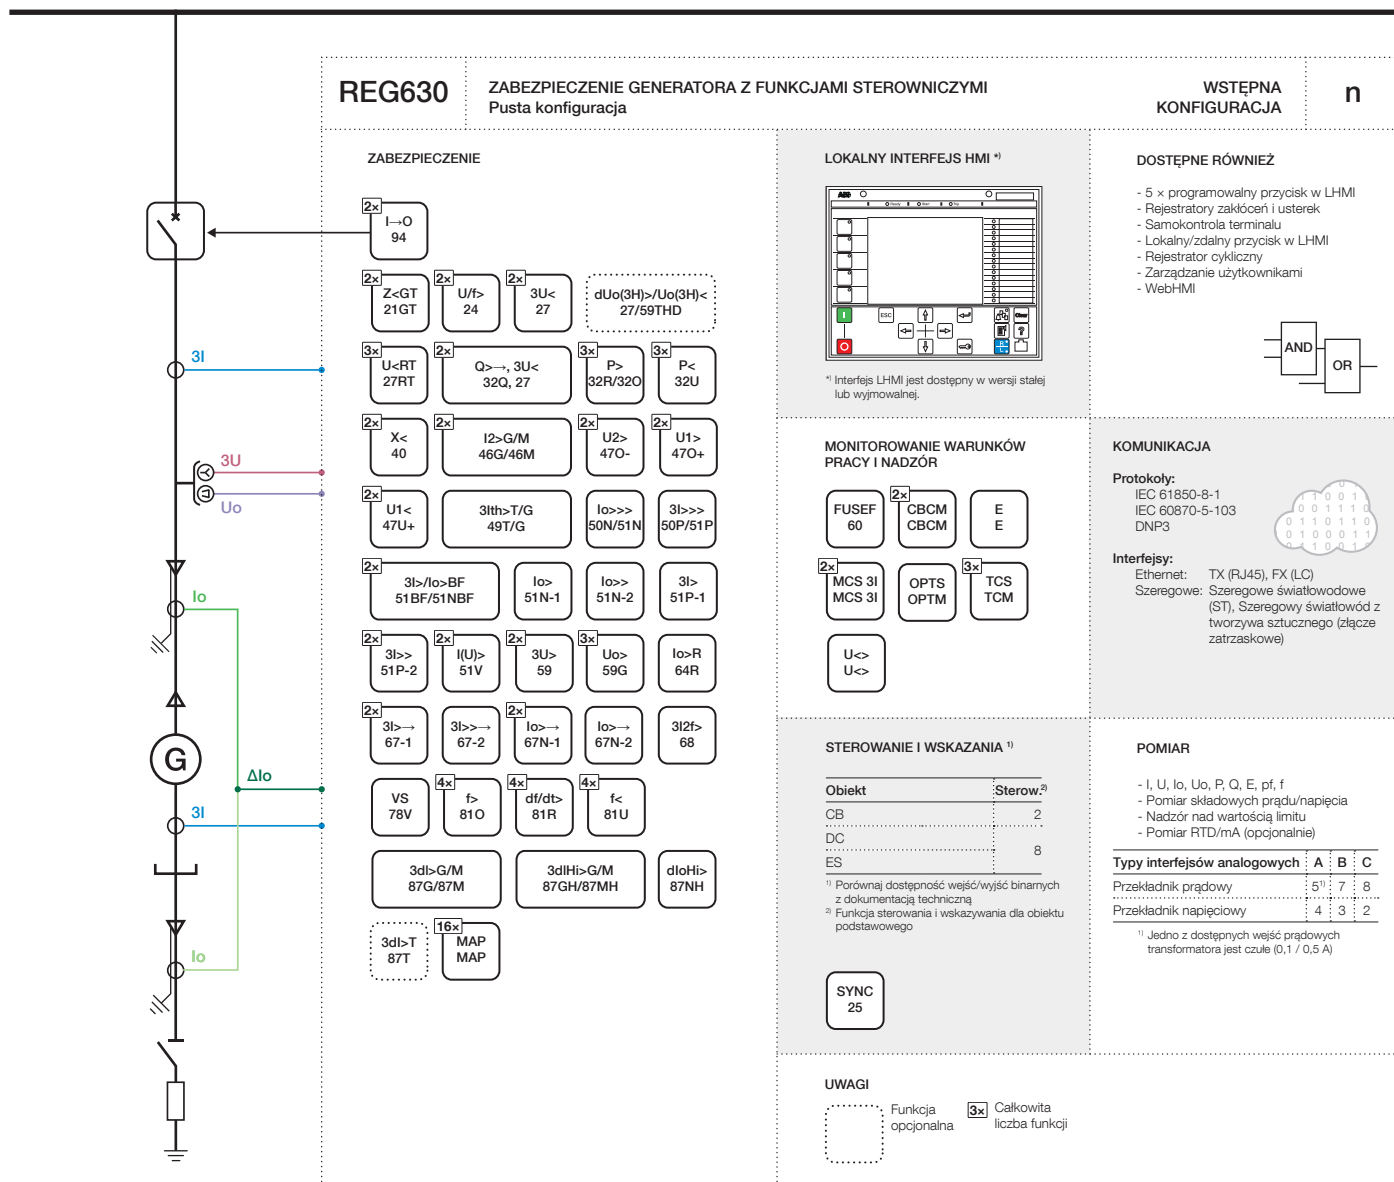 REG630
ZABEZPIECZENIE GENERATORA Z FUNKCJAMI STEROWNICZYMI
Pusta konfiguracja
WSTĘPNA
KONFIGURACJA
n
ZABEZPIECZENIE
2×
I→O
94
2×
Z<GT
21GT
2×
U/f>
24
2×
3U<
27
dUo(3H)>/Uo(3H)<
27/59THD
3×
U<RT
27RT
2×
Q>→, 3U<
32Q, 27
3×
P>
32R/32O
3×
P<
32U
2×
X<
40
2×
I2>G/M
46G/46M
2×
U2>
47O-
2×
U1>
47O+
2×
U1<
47U+
3Ith>T/G
49T/G
Io>>>
50N/51N
3I>>>
50P/51P
2×
3I>/Io>BF
51BF/51NBF
Io>
51N-1
Io>>
51N-2
3I>
51P-1
2×
3I>>
51P-2
2×
I(U)>
51V
2×
3U>
59
3×
Uo>
59G
Io>R
64R
2×
3I>→
67-1
3I>>→
67-2
2×
Io>→
67N-1
Io>→
67N-2
3I2f>
68
VS
78V
4×
f>
81O
4×
df/dt>
81R
4×
f<
81U
3dI>G/M
87G/87M
3dIHi>G/M
87GH/87MH
dIoHi>
87NH
3dI>T
87T
16×
MAP
MAP
3I
3U
Uo
Io
G
ΔIo
3I
Io
LOKALNY INTERFEJS HMI *)
ABB
Ready
Start
Trip
I
ESC
Clear
?
R
L
O
*) Interfejs LHMI jest dostępny w wersji stałej
lub wyjmowalnej.
DOSTĘPNE RÓWNIEŻ
- 5 × programowalny przycisk w LHMI
- Rejestratory zakłóceń i usterek
- Samokontrola terminalu
- Lokalny/zdalny przycisk w LHMI
- Rejestrator cykliczny
- Zarządzanie użytkownikami
- WebHMI
AND
OR
MONITOROWANIE WARUNKÓW
PRACY I NADZÓR
FUSEF
60
2×
CBCM
CBCM
E
E
2×
MCS 3I
MCS 3I
OPTS
OPTM
3×
TCS
TCM
U<>
U<>
KOMUNIKACJA
Protokoły:
IEC 61850-8-1
IEC 60870-5-103
DNP3
Interfejsy:
Ethernet: TX (RJ45), FX (LC)
Szeregowe: Szeregowe światłowodowe
(ST), Szeregowy światłowód z
tworzywa sztucznego (złącze
zatrzaskowe)
STEROWANIE I WSKAZANIA 1)
Obiekt Sterow.2)
CB 2
DC
8
ES
1) Porównaj dostępność wejść/wyjść binarnych
z dokumentacją techniczną
2) Funkcja sterowania i wskazywania dla obiektu
podstawowego
SYNC
25
POMIAR
- I, U, Io, Uo, P, Q, E, pf, f
- Pomiar składowych prądu/napięcia
- Nadzór nad wartością limitu
- Pomiar RTD/mA (opcjonalnie)
Typy interfejsów analogowych A B C
Przekładnik prądowy 51) 7 8
Przekładnik napięciowy 4 3 2
1) Jedno z dostępnych wejść prądowych
transformatora jest czułe (0,1 / 0,5 A)
UWAGI
Funkcja
opcjonalna
3×
Całkowita
liczba funkcji